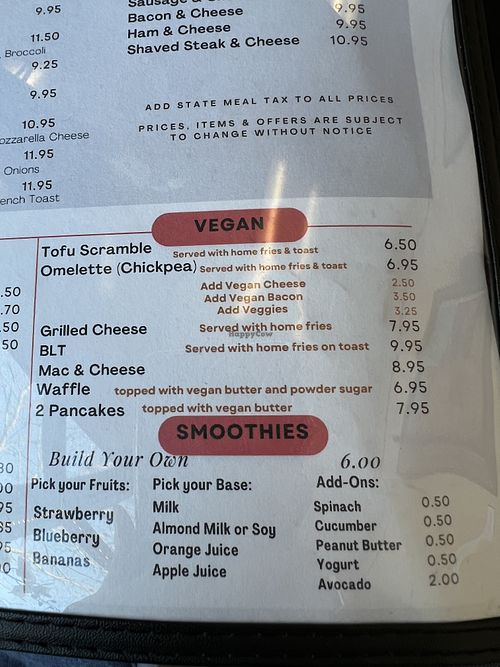 9.95
11.50
Broccoli
9.25
9.95
10.95
ozzarella Cheese
11.95
Onions
11.95
ench Toast
Sausage &
Bacon & Cheese 9.95
Ham & Cheese 9.95
Shaved Steak & Cheese 10.95
ADD STATE MEAL TAX TO ALL PRICES
PRICES, ITEMS & OFFERS ARE SUBJECT
TO CHANGE WITHOUT NOTICE
VEGAN
Tofu Scramble Served with home fries & toast 6.50
Omelette (Chickpea) Served with home fries & toast 6.95
Add Vegan Cheese 2.50
Add Vegan Bacon 3.50
Add Veggies 3.25
Grilled Cheese Served with home fries 7.95
HappyCow
BLT Served with home fries on toast 9.95
Mac & Cheese 8.95
Waffle topped with vegan butter and powder sugar 6.95
2 Pancakes topped with vegan butter 7.95
.50
.70
.50
50
SMOOTHIES
Build Your Own 6.00
Pick your Fruits:
Strawberry
Blueberry
Bananas
Pick your Base:
Milk
Almond Milk or Soy
Orange Juice
Apple Juice
Add-Ons:
Spinach 0.50
Cucumber 0.50
Peanut Butter 0.50
Yogurt 0.50
Avocado 2.00